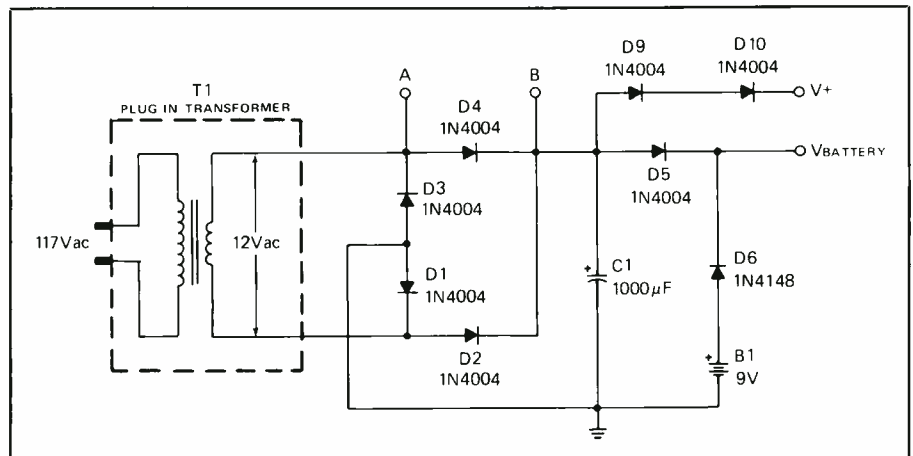 T1
PLUG IN TRANSFORMER
117Vac
12Vac
A
B
D4
1N4004
D3
1N4004
D1
1N4004
D2
1N4004
D9
1N4004
D10
1N4004
V+
D5
1N4004
VBATTERY
+
C1
1000μF
D6
1N4148
+
B1
9V